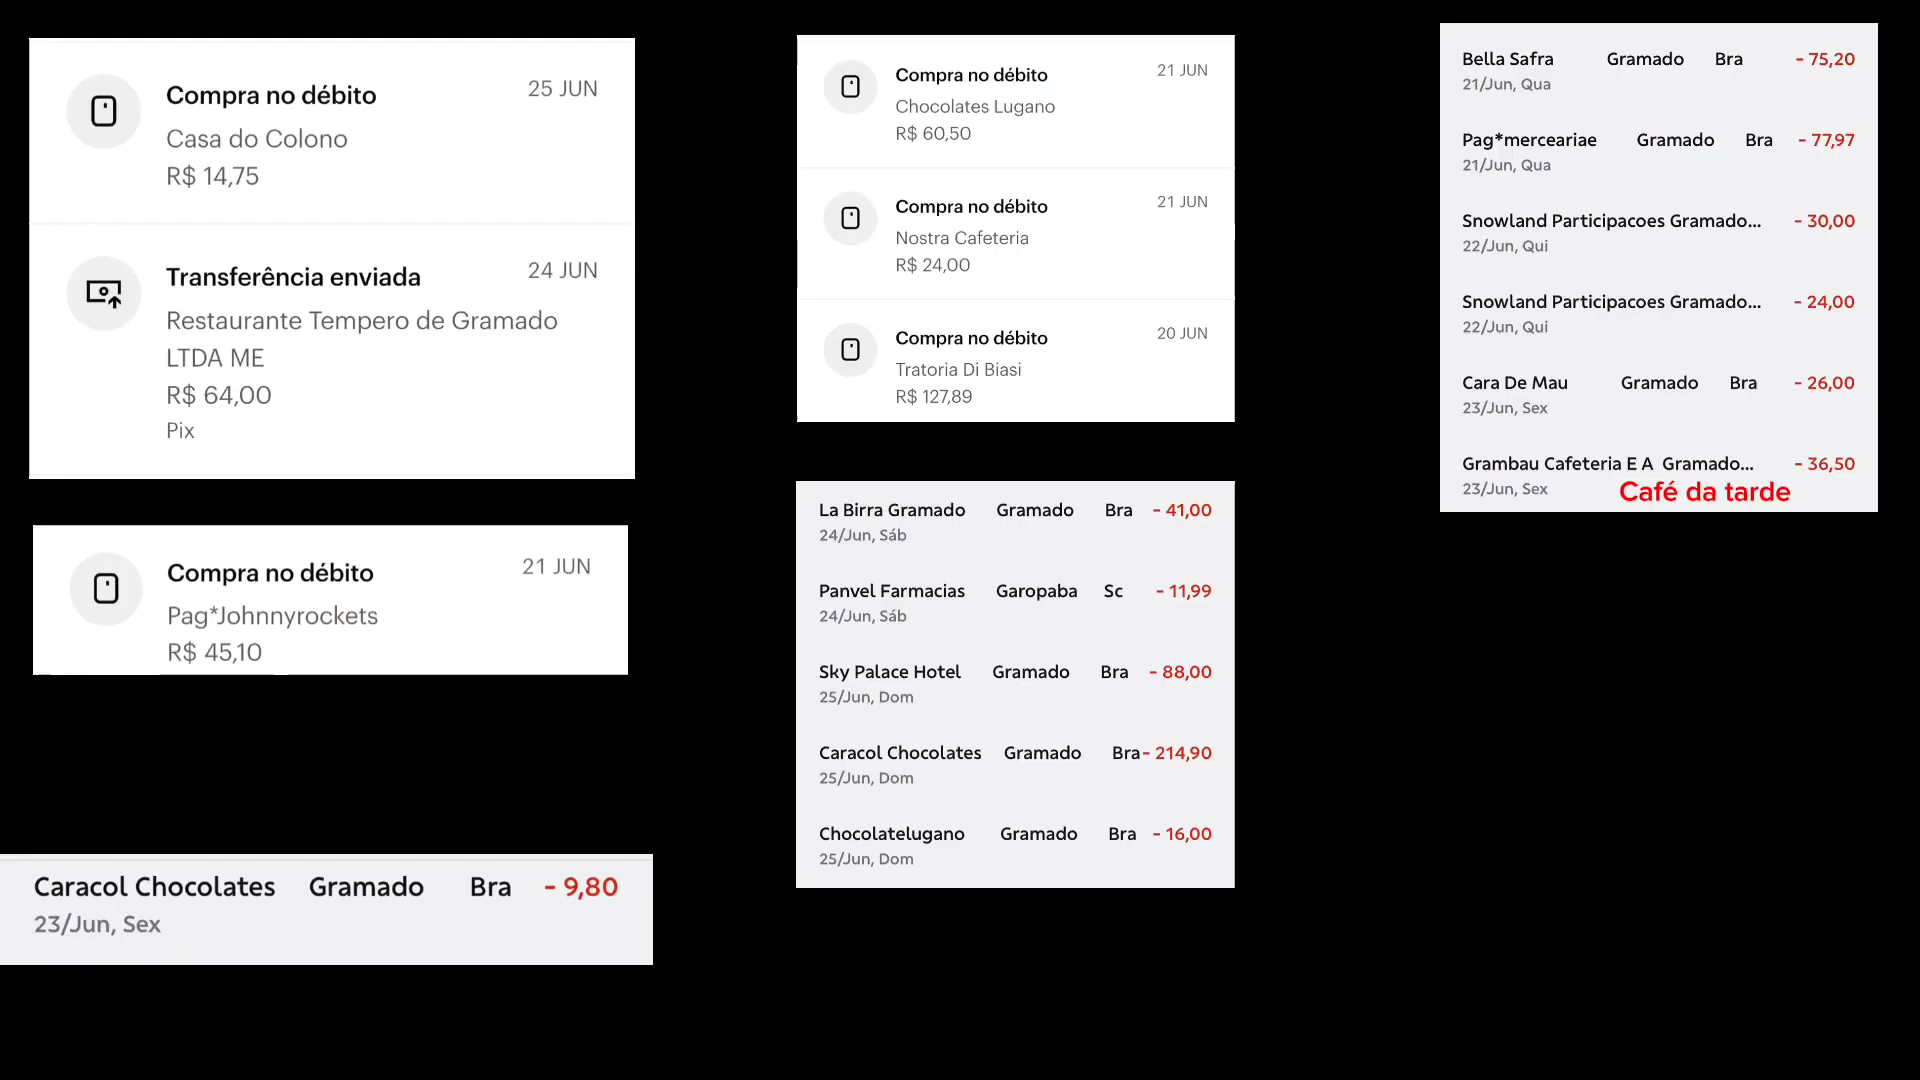 Compra no débito 25 JUN
Casa do Colono
R$ 14,75
Transferência enviada 24 JUN
Restaurante Tempero de Gramado
LTDA ME
R$ 64,00
Pix
Compra no débito 21 JUN
Pag*Johnnyrockets
R$ 45,10
Caracol Chocolates Gramado Bra - 9,80
23/Jun, Sex
Compra no débito 21 JUN
Chocolates Lugano
R$ 60,50
Compra no débito 21 JUN
Nostra Cafeteria
R$ 24,00
Compra no débito 20 JUN
Tratoria Di Biasi
R$ 127,89
La Birra Gramado Gramado Bra - 41,00
24/Jun, Sáb
Panvel Farmacias Garopaba Sc - 11,99
24/Jun, Sáb
Sky Palace Hotel Gramado Bra - 88,00
25/Jun, Dom
Caracol Chocolates Gramado Bra - 214,90
25/Jun, Dom
Chocolatelugano Gramado Bra - 16,00
25/Jun, Dom
Bella Safra Gramado Bra - 75,20
21/Jun, Qua
Pag*merceariae Gramado Bra - 77,97
21/Jun, Qua
Snowland Participacoes Gramado... - 30,00
22/Jun, Qui
Snowland Participacoes Gramado... - 24,00
22/Jun, Qui
Cara De Mau Gramado Bra - 26,00
23/Jun, Sex
Grambau Cafeteria E A Gramado... - 36,50
23/Jun, Sex Café da tarde